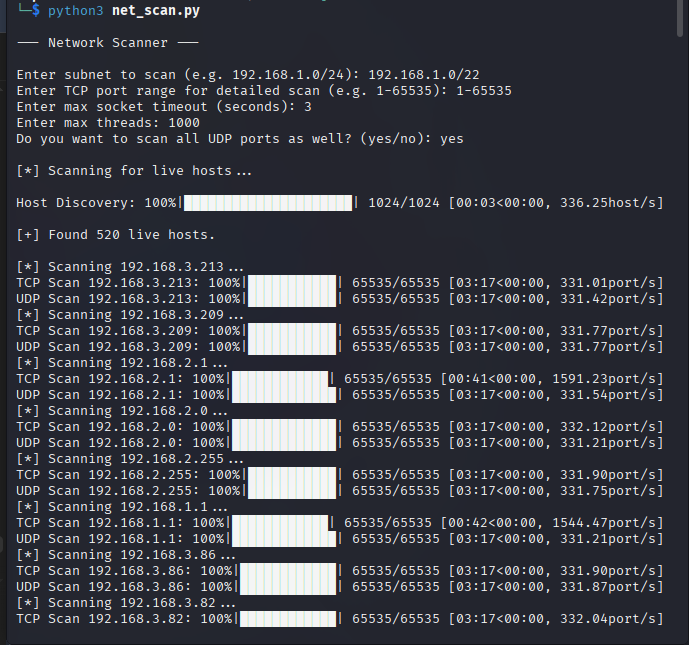 └─$ python3 net_scan.py
── Network Scanner ──
Enter subnet to scan (e.g. 192.168.1.0/24): 192.168.1.0/22
Enter TCP port range for detailed scan (e.g. 1-65535): 1-65535
Enter max socket timeout (seconds): 3
Enter max threads: 1000
Do you want to scan all UDP ports as well? (yes/no): yes
[*] Scanning for live hosts...
Host Discovery: 100%|██████████| 1024/1024 [00:03<00:00, 336.25host/s]
[+] Found 520 live hosts.
[*] Scanning 192.168.3.213...
TCP Scan 192.168.3.213: 100%|██████████| 65535/65535 [03:17<00:00, 331.01port/s]
UDP Scan 192.168.3.213: 100%|██████████| 65535/65535 [03:17<00:00, 331.42port/s]
[*] Scanning 192.168.3.209...
TCP Scan 192.168.3.209: 100%|██████████| 65535/65535 [03:17<00:00, 331.77port/s]
UDP Scan 192.168.3.209: 100%|██████████| 65535/65535 [03:17<00:00, 331.77port/s]
[*] Scanning 192.168.2.1...
TCP Scan 192.168.2.1: 100%|██████████| 65535/65535 [00:41<00:00, 1591.23port/s]
UDP Scan 192.168.2.1: 100%|██████████| 65535/65535 [03:17<00:00, 331.54port/s]
[*] Scanning 192.168.2.0...
TCP Scan 192.168.2.0: 100%|██████████| 65535/65535 [03:17<00:00, 332.12port/s]
UDP Scan 192.168.2.0: 100%|██████████| 65535/65535 [03:17<00:00, 331.21port/s]
[*] Scanning 192.168.2.255...
TCP Scan 192.168.2.255: 100%|██████████| 65535/65535 [03:17<00:00, 331.90port/s]
UDP Scan 192.168.2.255: 100%|██████████| 65535/65535 [03:17<00:00, 331.75port/s]
[*] Scanning 192.168.1.1...
TCP Scan 192.168.1.1: 100%|██████████| 65535/65535 [00:42<00:00, 1544.47port/s]
UDP Scan 192.168.1.1: 100%|██████████| 65535/65535 [03:17<00:00, 331.21port/s]
[*] Scanning 192.168.3.86...
TCP Scan 192.168.3.86: 100%|██████████| 65535/65535 [03:17<00:00, 331.90port/s]
UDP Scan 192.168.3.86: 100%|██████████| 65535/65535 [03:17<00:00, 331.87port/s]
[*] Scanning 192.168.3.82...
TCP Scan 192.168.3.82: 100%|██████████| 65535/65535 [03:17<00:00, 332.04port/s]